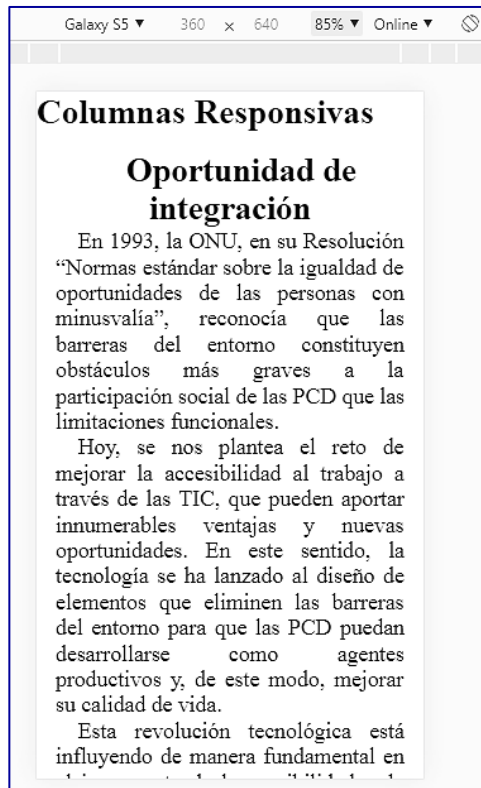 Galaxy S5 ▼ 360 x 640 85% ▼ Online ▼
Columnas Responsivas
Oportunidad de
integración
En 1993, la ONU, en su Resolución
“Normas estándar sobre la igualdad de
oportunidades de las personas con
minusvalía”, reconocía que las
barreras del entorno constituyen
obstáculos más graves a la
participación social de las PCD que las
limitaciones funcionales.
Hoy, se nos plantea el reto de
mejorar la accesibilidad al trabajo a
través de las TIC, que pueden aportar
innumerables ventajas y nuevas
oportunidades. En este sentido, la
tecnología se ha lanzado al diseño de
elementos que eliminen las barreras
del entorno para que las PCD puedan
desarrollarse como agentes
productivos y, de este modo, mejorar
su calidad de vida.
Esta revolución tecnológica está
influyendo de manera fundamental en